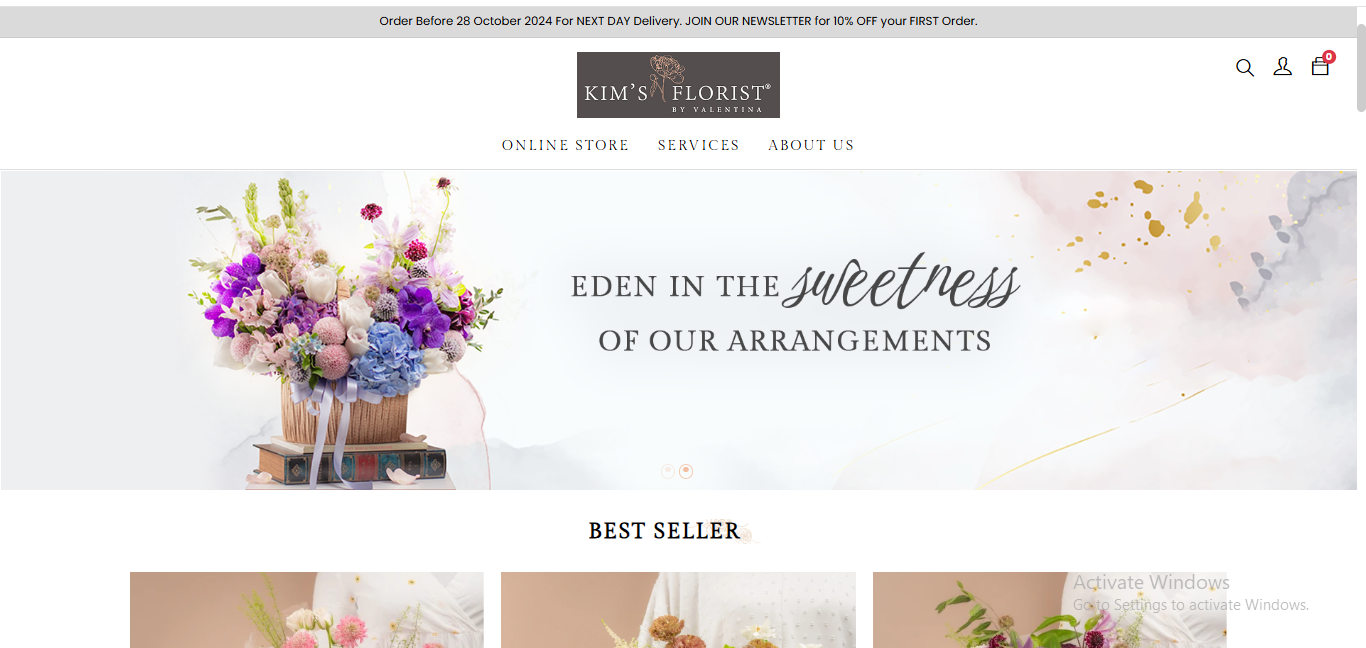 Order Before 28 October 2024 For NEXT DAY Delivery. JOIN OUR NEWSLETTER for 10% OFF your FIRST Order.
KIM'S FLORIST®
BY VALENTINA
0
ONLINE STORE SERVICES ABOUT US
EDEN IN THE sweetness
OF OUR ARRANGEMENTS
BEST SELLER
Activate Windows
Go to Settings to activate Windows.